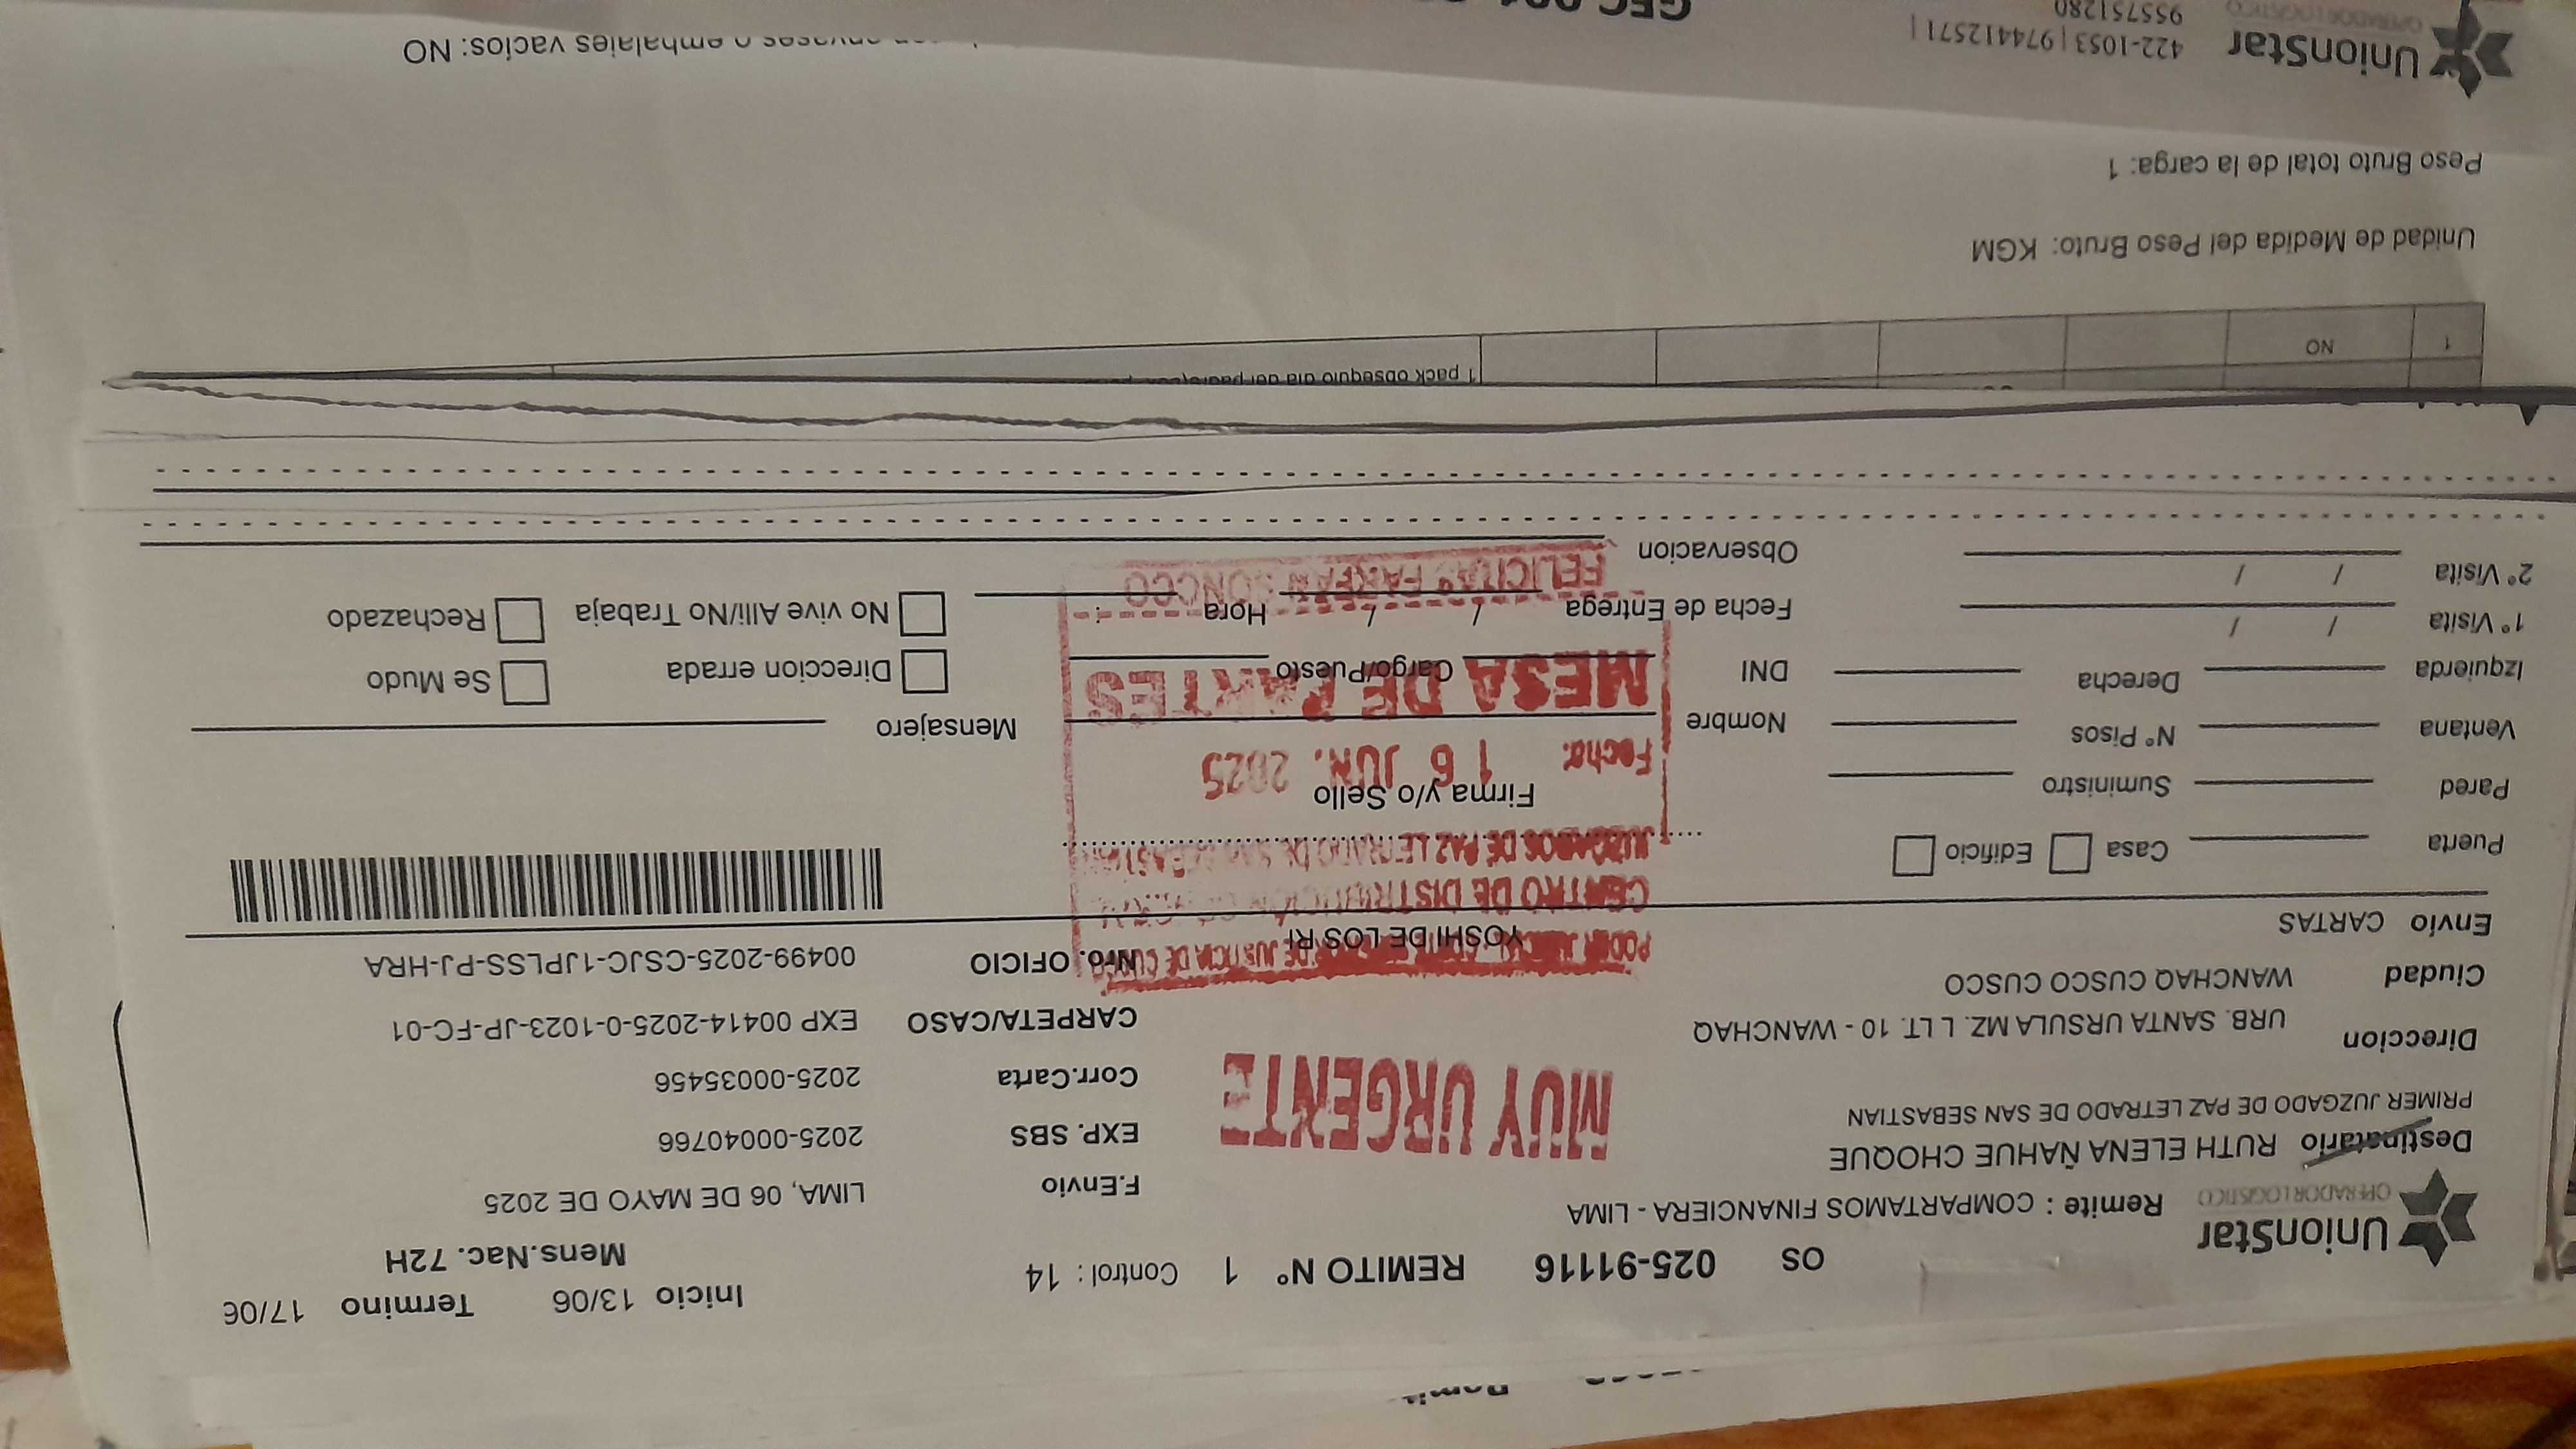 OS 025-91116 REMITO N° 1 Control : 14 Inicio 13/06 Termino 17/06
Mens.Nac. 72H
UnionStar
OPERADOR LOGISTICO
Remite : COMPARTAMOS FINANCIERA - LIMA
F.Envio LIMA, 06 DE MAYO DE 2025
Destinatario RUTH ELENA ÑAHUE CHOQUE
PRIMER JUZGADO DE PAZ LETRADO DE SAN SEBASTIAN
MUY URGENTE
EXP. SBS 2025-00040766
Corr.Carta 2025-00035456
Direccion URB. SANTA URSULA MZ. L LT. 10 - WANCHAQ
CARPETA/CASO EXP 00414-2025-0-1023-JP-FC-01
Ciudad WANCHAQ CUSCO CUSCO
Nro. OFICIO 00499-2025-CSJC-1JPLSS-PJ-HRA
Envío CARTAS
YOSHI DE LOS RI
PODER JUDICIAL DE JUSTICIA DE
CENTRO DE DISTRIBUCIÓN
JUZGADOS DE PAZ LETRADO DE SAN
Puerta Casa Edificio
Firma y/o Sello
Fecha: 16 JUN. 2025
Pared Suministro
Ventana N° Pisos Nombre Mensajero
MESA DE PARTES
Izquierda Derecha DNI Cargo/Puesto Direccion errada Se Mudo
1° Visita / / Fecha de Entrega / / Hora : No vive Alli/No Trabaja Rechazado
2° Visita / / Observacion
FELICITAS FARFAN SONCCO
1 NO 1 pack obsequio dia del padre
Unidad de Medida del Peso Bruto: KGM
Peso Bruto total de la carga: 1
envases o embalajes vacíos: NO
UnionStar
OPERADOR LOGISTICO
422-1053 | 974412571 |
955751280